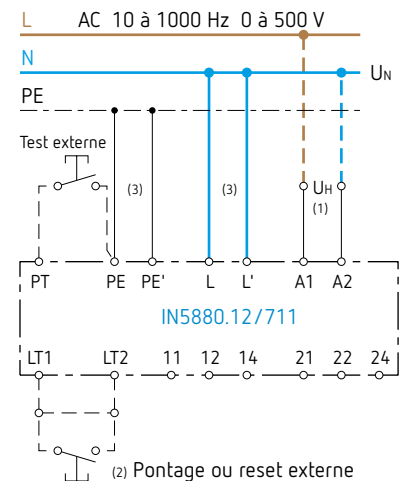 L AC 10 à 1000 Hz 0 à 500 V
N
UN
PE
Test externe
(3) (3) UH
(1)
PT PE PE' L L' A1 A2
IN5880.12/711
LT1 LT2 11 12 14 21 22 24
(2) Pontage ou reset externe